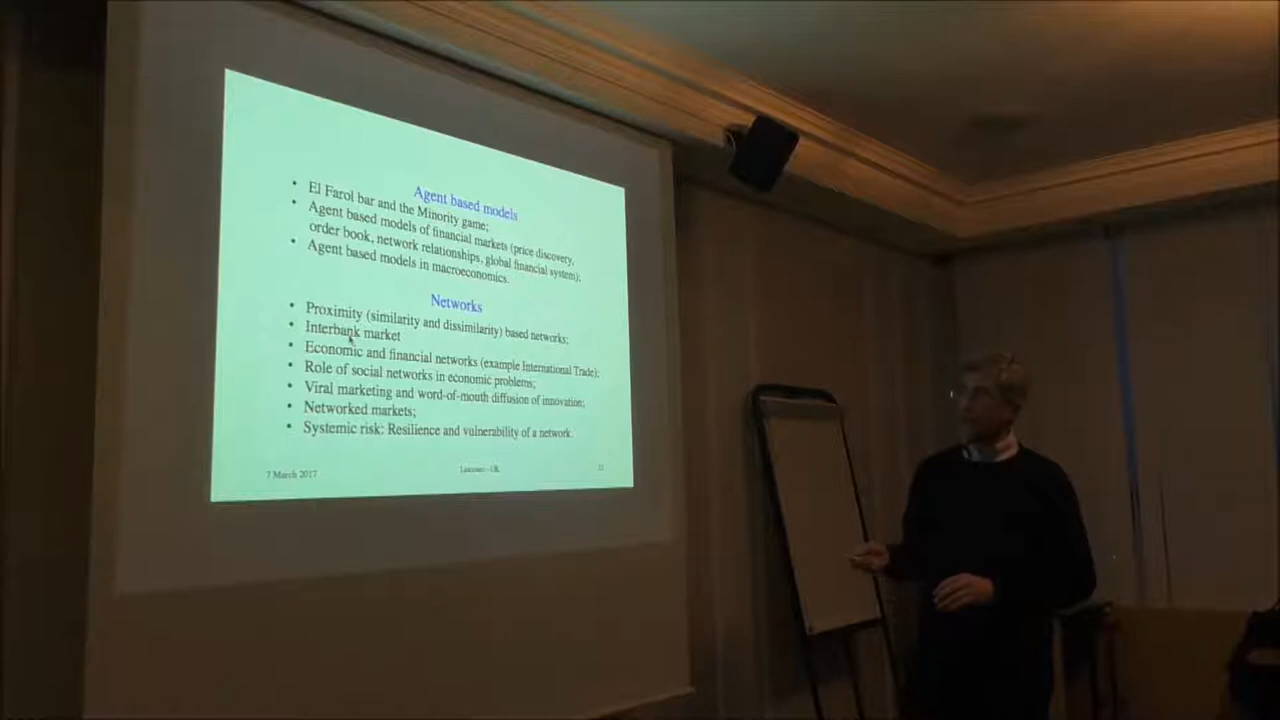 Agent based models
• El Farol bar and the Minority game;
• Agent based models of financial markets (price discovery,
order book, network relationships, global financial system);
• Agent based models in macroeconomics.
Networks
• Proximity (similarity and dissimilarity) based networks;
• Interbank market
• Economic and financial networks (example International Trade);
• Role of social networks in economic problems;
• Viral marketing and word-of-mouth diffusion of innovation;
• Networked markets;
• Systemic risk: Resilience and vulnerability of a network.
7 March 2017